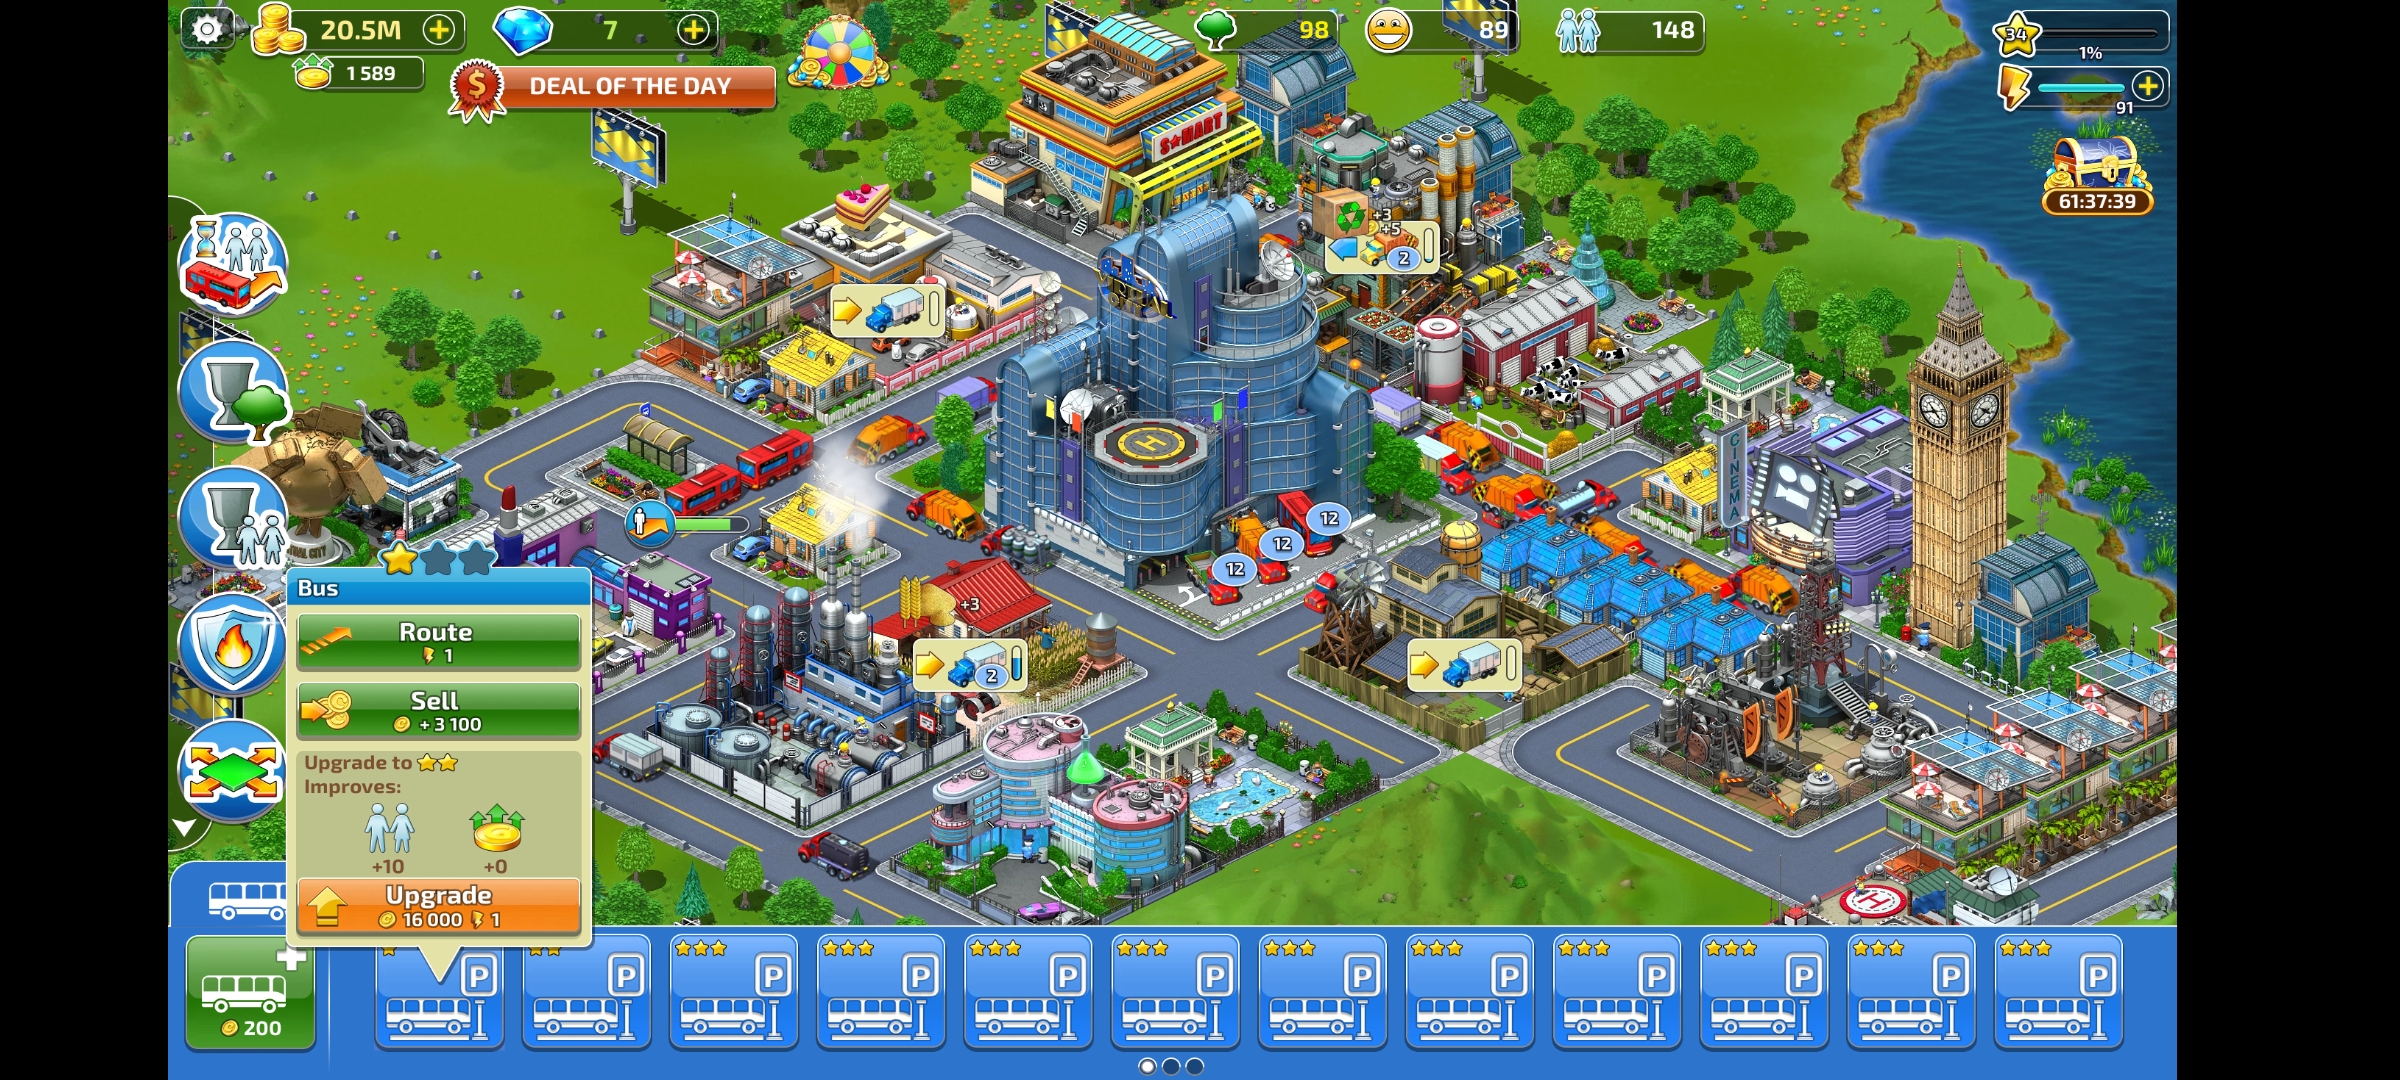 20.5M
7
98
89
148
34
1%
1 589
DEAL OF THE DAY
91
61:37:39
S★MART
+3
+5
2
CINEMA
12
12
12
+3
2
Bus
Route
1
Sell
+ 3 100
Upgrade to
Improves:
+10
+0
Upgrade
16 000 1
200
P
P
P
P
P
P
P
P
P
P
P
P
H
H